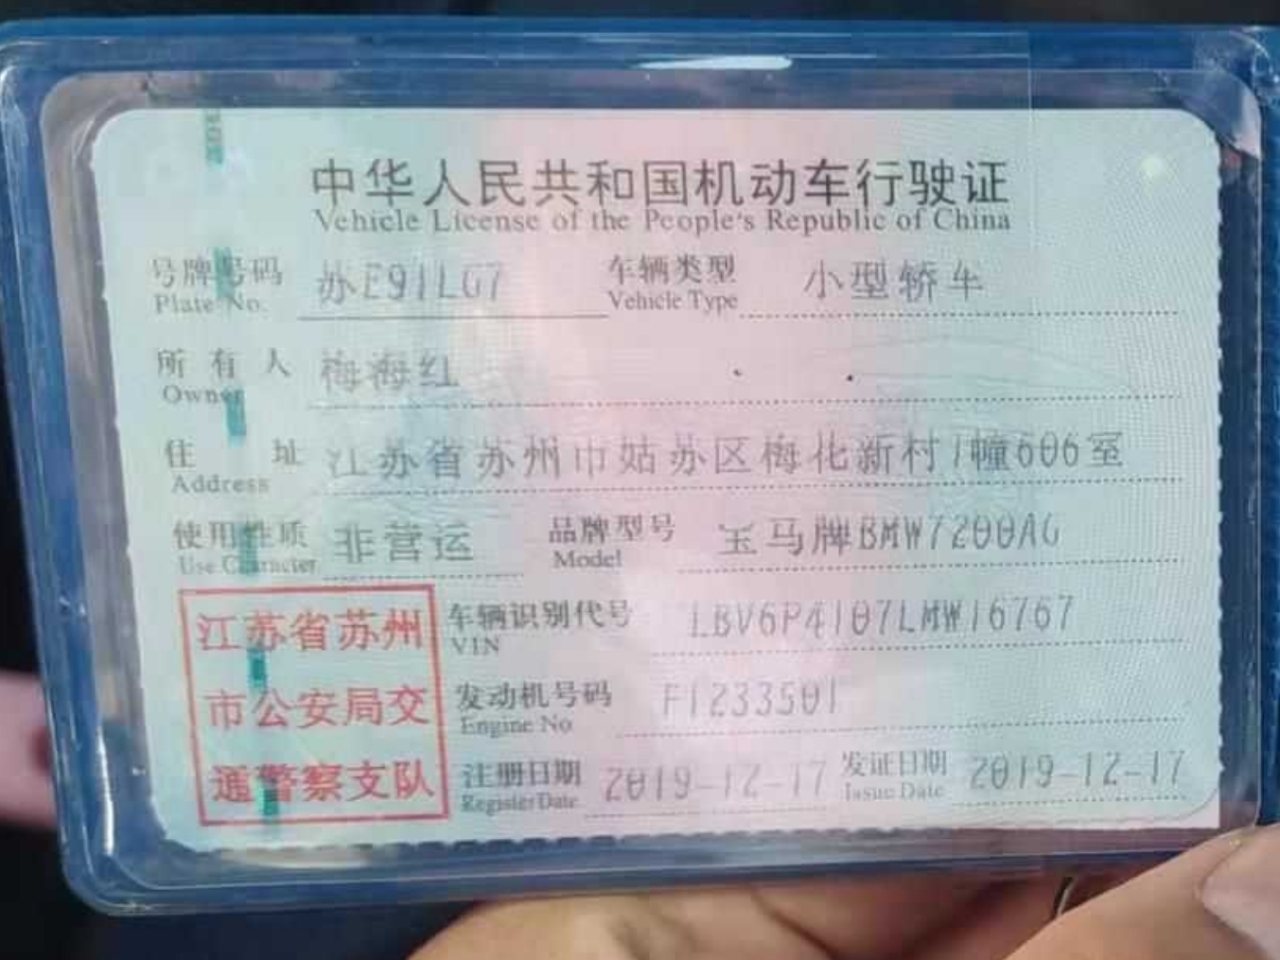 中华人民共和国机动车行驶证
Vehicle License of the People's Republic of China
号牌号码 苏E91L07 车辆类型 小型轿车
Plate No. Vehicle Type
所有人 梅海红
Owner
住址 江苏省苏州市姑苏区梅花新村1幢606室
Address
使用性质 非营运 品牌型号 宝马牌BMW7200AG
Use Character Model
江苏省苏州 车辆识别代号 LBV6P4107LMW16767
VIN
市公安局交 发动机号码 F1233501
Engine No
通警察支队 注册日期 2019-12-17 发证日期 2019-12-17
Register Date Issue Date